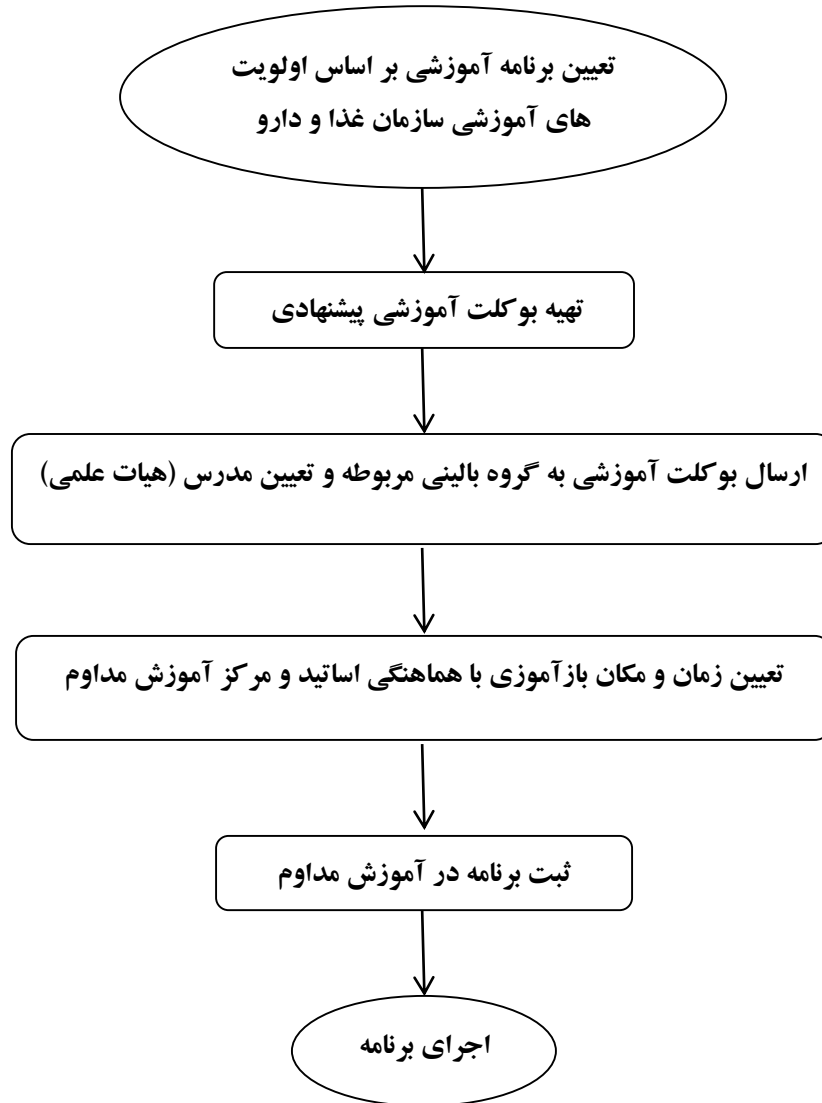 تعیین برنامه آموزشی بر اساس اولویت
های آموزشی سازمان غذا و دارو
تهیه بوکلت آموزشی پیشنهادی
ارسال بوکلت آموزشی به گروه بالینی مربوطه و تعیین مدرس (هیات علمی)
تعیین زمان و مکان بازآموزی با هماهنگی اساتید و مرکز آموزش مداوم
ثبت برنامه در آموزش مداوم
اجرای برنامه